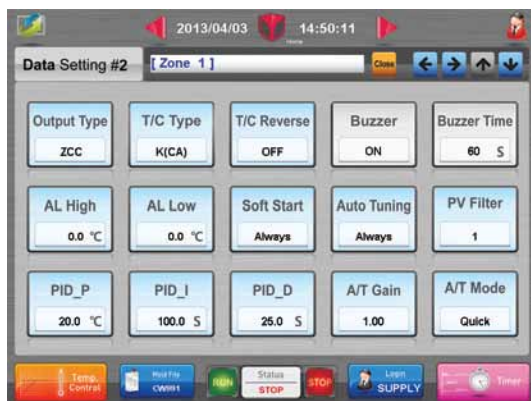 2013/04/03 Home 14:50:11
Data Setting #2 [ Zone 1 ] Close
Output Type T/C Type T/C Reverse Buzzer Buzzer Time
ZCC K(CA) OFF ON 60 S
AL High AL Low Soft Start Auto Tuning PV Filter
0.0 °C 0.0 °C Always Always 1
PID_P PID_I PID_D A/T Gain A/T Mode
20.0 °C 100.0 S 25.0 S 1.00 Quick
Temp. Control Mold File CW991 RUN Status STOP STOP Login SUPPLY Timer